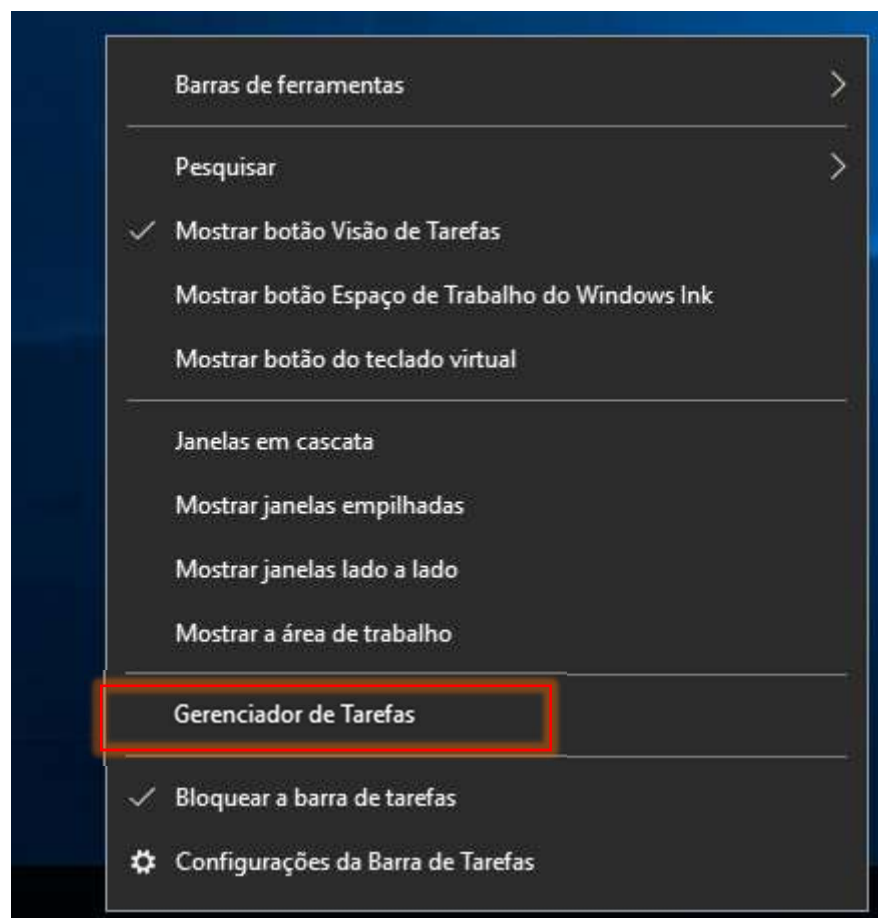 Barras de ferramentas
Pesquisar
Mostrar botão Visão de Tarefas
Mostrar botão Espaço de Trabalho do Windows Ink
Mostrar botão do teclado virtual
Janelas em cascata
Mostrar janelas empilhadas
Mostrar janelas lado a lado
Mostrar a área de trabalho
Gerenciador de Tarefas
Bloquear a barra de tarefas
Configurações da Barra de Tarefas